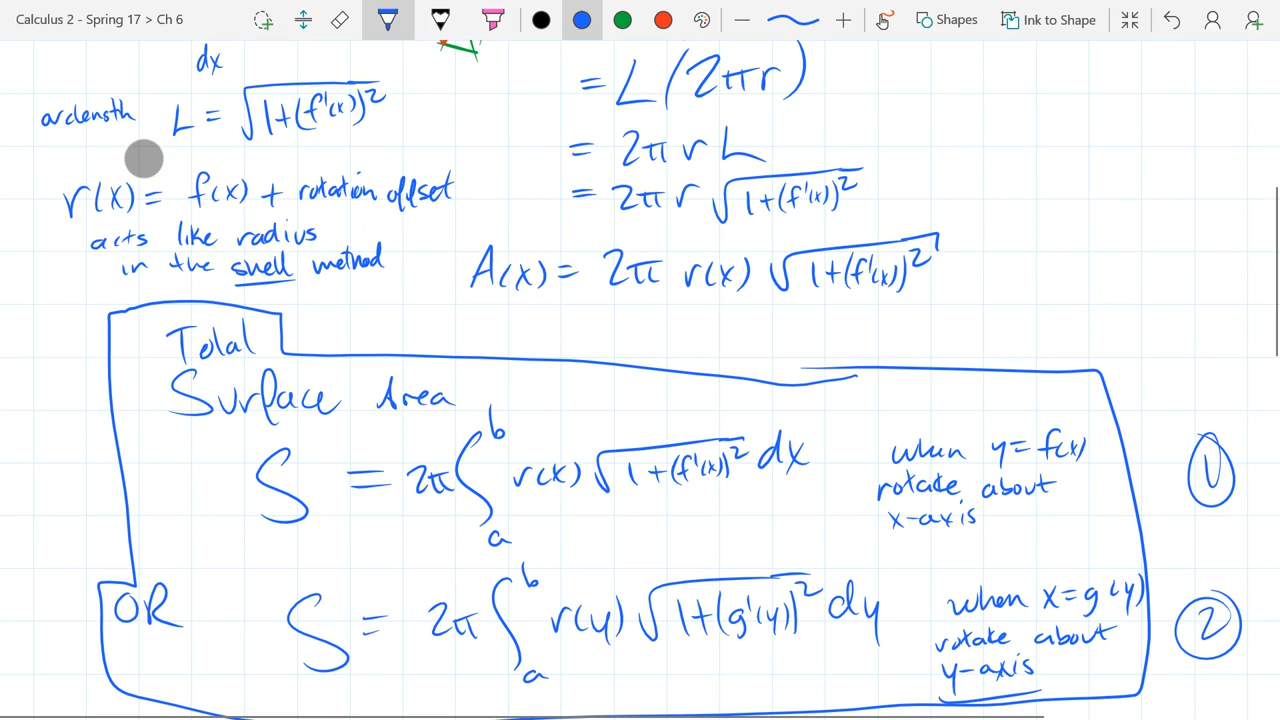 Calculus 2 - Spring 17 > Ch 6
Shapes
Ink to Shape
dx
arclength L = √(1+(f'(x))²
r(x) = f(x) + rotation offset
acts like radius
in the shell method
= L (2πr)
= 2π r L
= 2π r √(1+(f'(x))²
A(x) = 2π r(x) √(1+(f'(x))²
Total
Surface Area
S = 2π ∫ₐᵇ r(x) √(1+(f'(x))² dx
when y = f(x)
rotate about
x-axis
①
OR S = 2π ∫ₐᵇ r(y) √(1+(g'(y))² dy
when x = g(y)
rotate about
y-axis
②